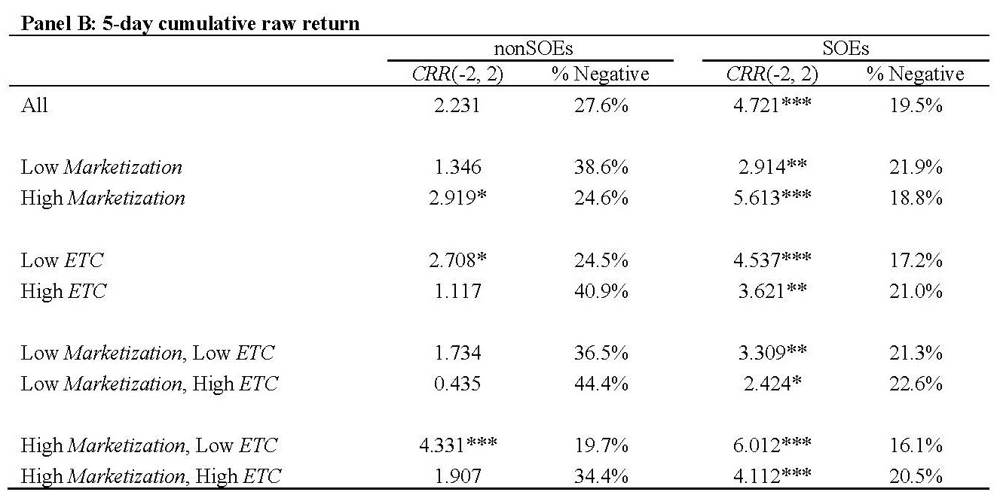 Panel B: 5-day cumulative raw return
nonSOEs SOEs
CRR(-2, 2) % Negative CRR(-2, 2) % Negative
All 2.231 27.6% 4.721*** 19.5%
Low Marketization 1.346 38.6% 2.914** 21.9%
High Marketization 2.919* 24.6% 5.613*** 18.8%
Low ETC 2.708* 24.5% 4.537*** 17.2%
High ETC 1.117 40.9% 3.621** 21.0%
Low Marketization, Low ETC 1.734 36.5% 3.309** 21.3%
Low Marketization, High ETC 0.435 44.4% 2.424* 22.6%
High Marketization, Low ETC 4.331*** 19.7% 6.012*** 16.1%
High Marketization, High ETC 1.907 34.4% 4.112*** 20.5%